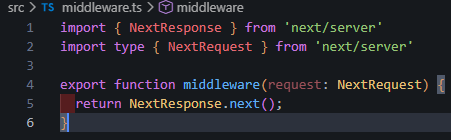 src > TS middleware.ts > middleware
1 import { NextResponse } from 'next/server'
2 import type { NextRequest } from 'next/server'
3
4 export function middleware(request: NextRequest) {
5   return NextResponse.next();
6 }